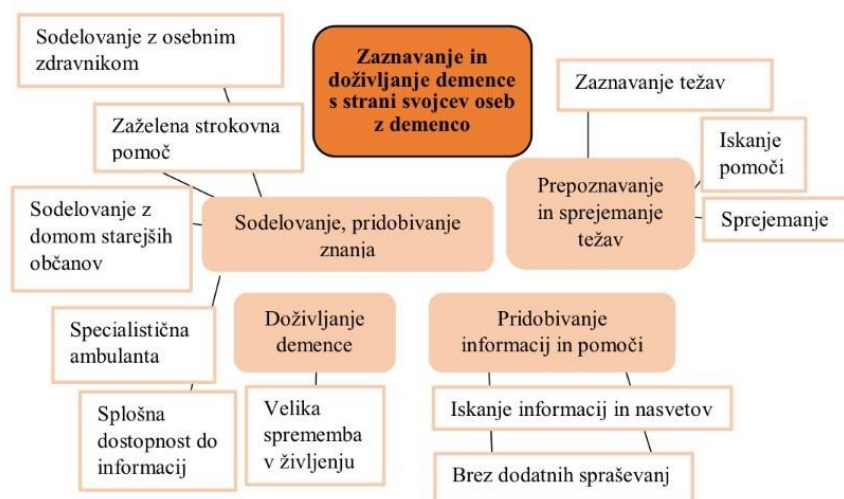 Sodelovanje z osebnim
zdravnikom
Zaznavanje in
doživljanje demence
s strani svojcev oseb
z demenco
Zaznavanje težav
Zaželena strokovna
pomoč
Iskanje
pomoči
Prepoznavanje
in sprejemanje
težav
Sodelovanje z
domom starejših
občanov
Sodelovanje, pridobivanje
znanja
Sprejemanje
Specialistična
ambulanta
Doživljanje
demence
Pridobivanje
informacij in pomoči
Splošna
dostopnost do
informacij
Velika
sprememba
v življenju
Iskanje informacij in nasvetov
Brez dodatnih spraševanj